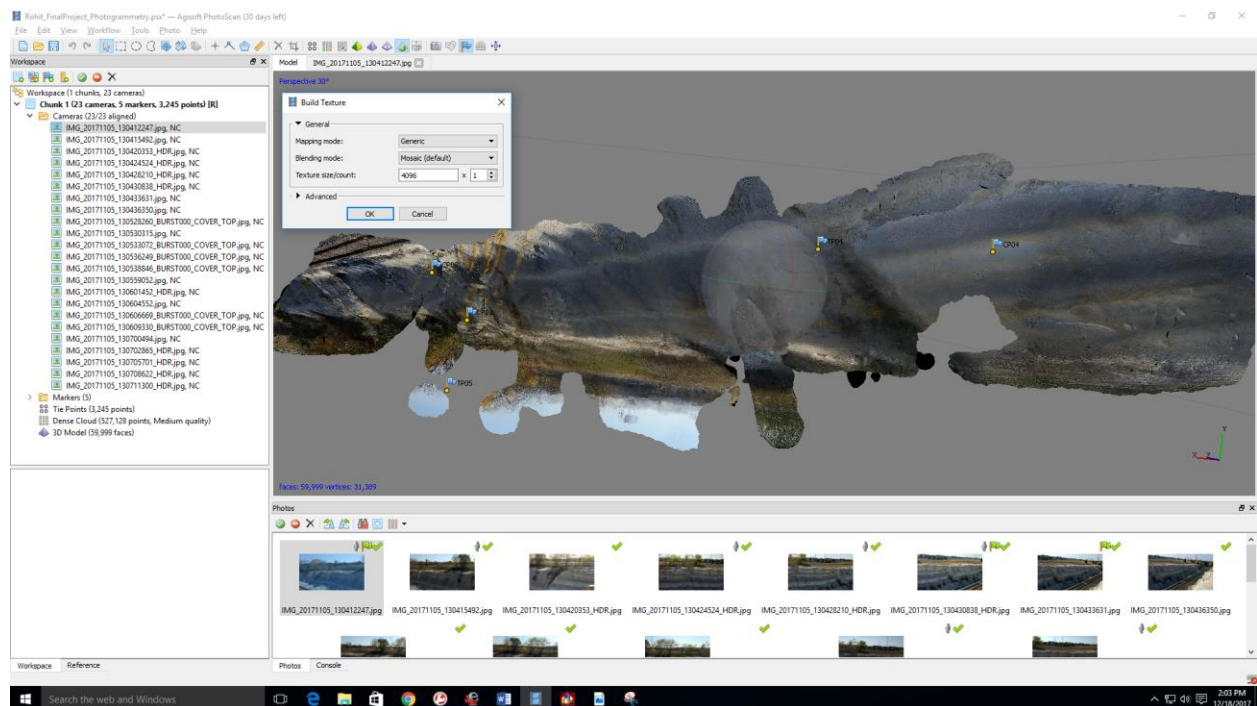 Rohit_FinalProject_Photogrammetry.psx* — Agisoft PhotoScan (30 days left)
File Edit View Workflow Tools Photo Help
Workspace
Model IMG_20171105_130412247.jpg
Perspective 30°
Workspace (1 chunks, 23 cameras)
Chunk 1 (23 cameras, 5 markers, 3,245 points) [R]
Cameras (23/23 aligned)
IMG_20171105_130412247.jpg, NC
IMG_20171105_130415492.jpg, NC
IMG_20171105_130420353_HDR.jpg, NC
IMG_20171105_130424524_HDR.jpg, NC
IMG_20171105_130428210_HDR.jpg, NC
IMG_20171105_130430838_HDR.jpg, NC
IMG_20171105_130433631.jpg, NC
IMG_20171105_130436350.jpg, NC
IMG_20171105_130528260_BURST000_COVER_TOP.jpg, NC
IMG_20171105_130530315.jpg, NC
IMG_20171105_130533072_BURST000_COVER_TOP.jpg, NC
IMG_20171105_130536249_BURST000_COVER_TOP.jpg, NC
IMG_20171105_130538846_BURST000_COVER_TOP.jpg, NC
IMG_20171105_130559052.jpg, NC
IMG_20171105_130601452_HDR.jpg, NC
IMG_20171105_130604552.jpg, NC
IMG_20171105_130606669_BURST000_COVER_TOP.jpg, NC
IMG_20171105_130609330_BURST000_COVER_TOP.jpg, NC
IMG_20171105_130700494.jpg, NC
IMG_20171105_130702865_HDR.jpg, NC
IMG_20171105_130705701_HDR.jpg, NC
IMG_20171105_130708622_HDR.jpg, NC
IMG_20171105_130711300_HDR.jpg, NC
Markers (5)
Tie Points (3,245 points)
Dense Cloud (527,128 points, Medium quality)
3D Model (59,999 faces)
Build Texture
General
Mapping mode: Generic
Blending mode: Mosaic (default)
Texture size/count: 4096 x 1
Advanced
OK Cancel
TP04
CP04
TP05
Y
X Z
faces: 59,999 vertices: 31,389
Photos
IMG_20171105_130412247.jpg IMG_20171105_130415492.jpg IMG_20171105_130420353_HDR.jpg IMG_20171105_130424524_HDR.jpg IMG_20171105_130428210_HDR.jpg IMG_20171105_130430838_HDR.jpg IMG_20171105_130433631.jpg IMG_20171105_130436350.jpg
Workspace Reference
Photos Console
Search the web and Windows
2:03 PM
12/18/2017